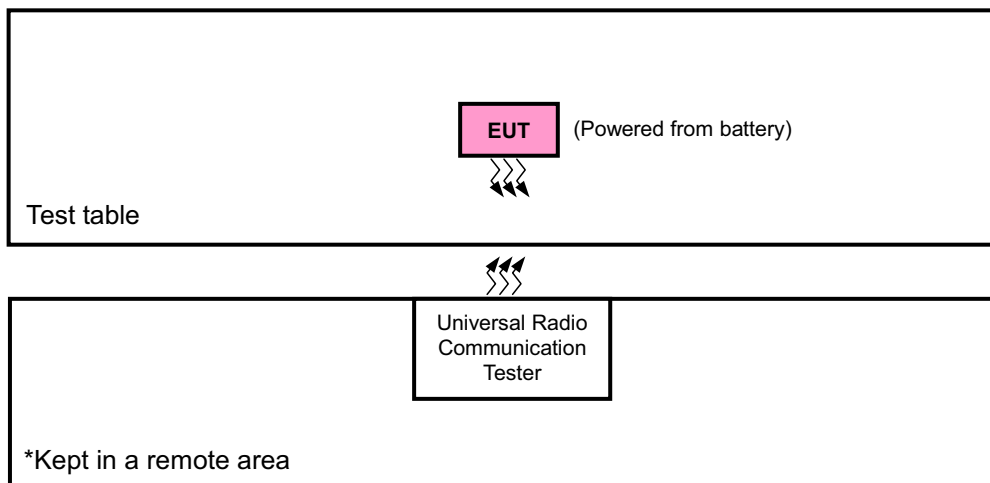 EUT
(Powered from battery)
Test table
Universal Radio
Communication
Tester
*Kept in a remote area